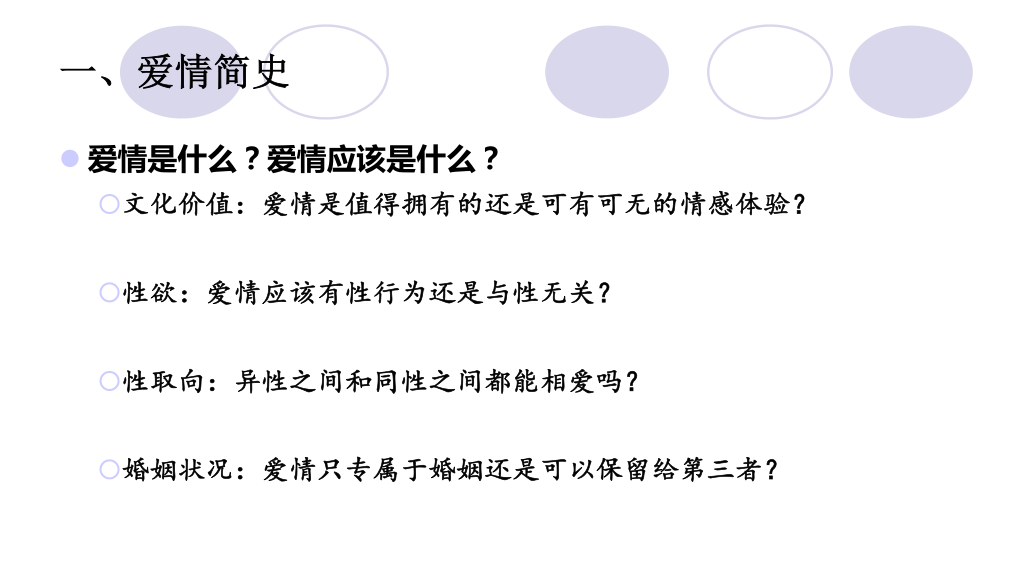 一、爱情简史
爱情是什么？爱情应该是什么？
文化价值：爱情是值得拥有的还是可有可无的情感体验？
性欲：爱情应该有性行为还是与性无关？
性取向：异性之间和同性之间都能相爱吗？
婚姻状况：爱情只专属于婚姻还是可以保留给第三者？